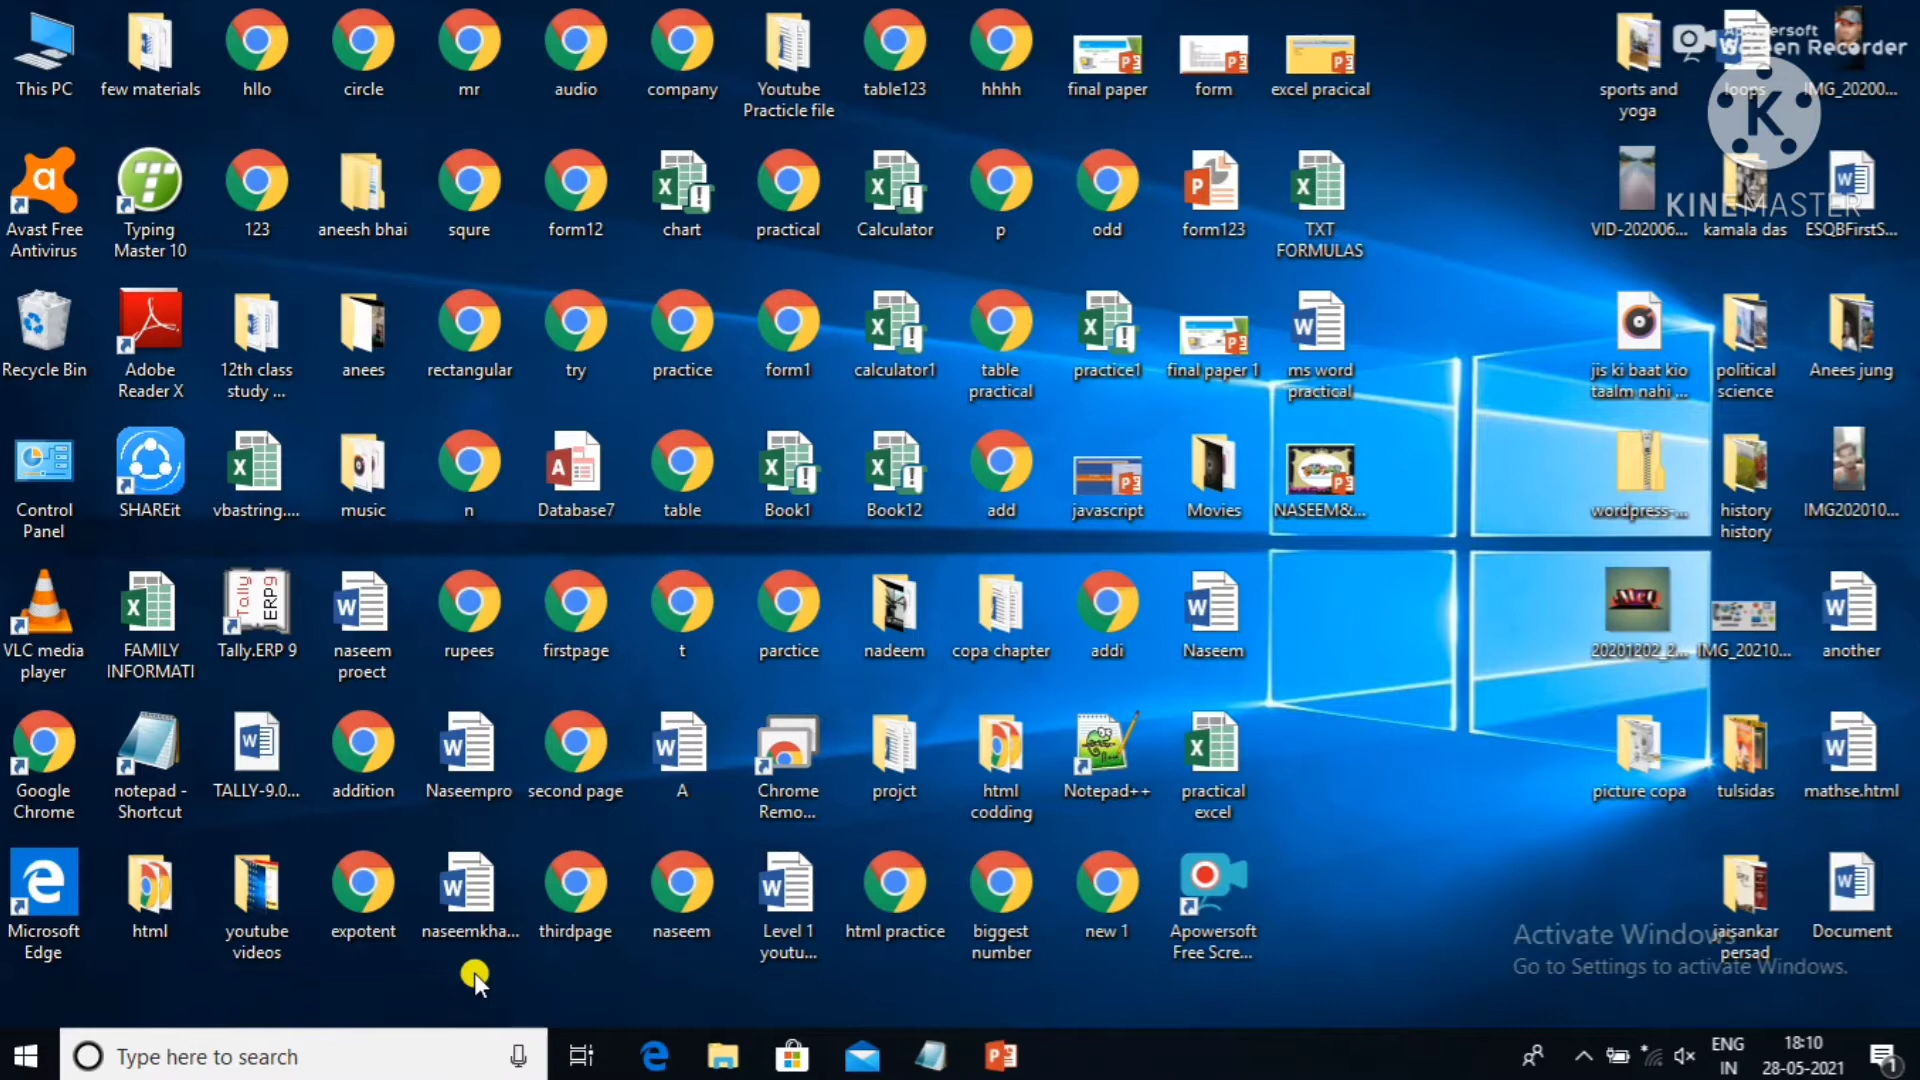 This PC
few materials
hllo
circle
mr
audio
company
Youtube
Practicle file
table123
hhhh
final paper
form
excel pracical
sports and
yoga
loops
IMG_20200...
Apowersoft
Screen Recorder
K
KINEMASTER
Avast Free
Antivirus
Typing
Master 10
123
aneesh bhai
squre
form12
chart
practical
Calculator
p
odd
form123
TXT
FORMULAS
VID-202006...
kamala das
ESQBFirstS...
Recycle Bin
Adobe
Reader X
12th class
study ...
anees
rectangular
try
practice
form1
calculator1
table
practical
practice1
final paper 1
ms word
practical
jis ki baat kio
taalm nahi ...
political
science
Anees jung
Control
Panel
SHAREit
vbastring....
music
n
Database7
table
Book1
Book12
add
javascript
Movies
NASEEM&...
wordpress-...
history
history
IMG202010...
VLC media
player
FAMILY
INFORMATI
Tally
ERP9
Tally.ERP 9
naseem
proect
rupees
firstpage
t
parctice
nadeem
copa chapter
addi
Naseem
20201202_2...
IMG_20210...
another
Google
Chrome
notepad -
Shortcut
TALLY-9.0...
addition
Naseempro
second page
A
Chrome
Remo...
projct
html
codding
Notepad++
practical
excel
picture copa
tulsidas
mathse.html
Microsoft
Edge
html
youtube
videos
expotent
naseemkha...
thirdpage
naseem
Level 1
youtu...
html practice
biggest
number
new 1
Apowersoft
Free Scre...
jaisankar
persad
Document
Activate Windows
Go to Settings to activate Windows.
Type here to search
ENG
IN
18:10
28-05-2021
1